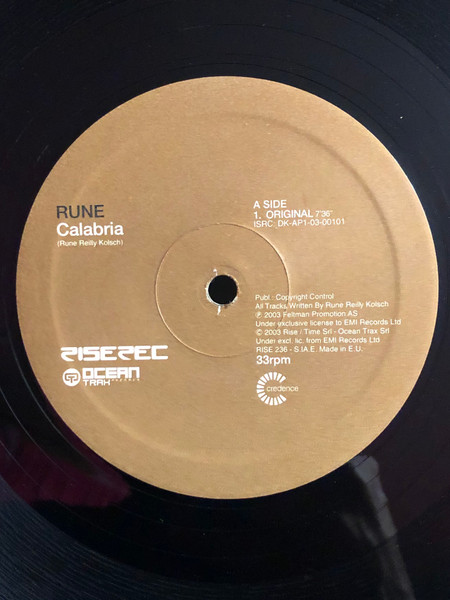 RUNE
Calabria
(Rune Reilly Kolsch)
A SIDE
1. ORIGINAL 7'36"
ISRC_DK-AP1-03-00101
Publ.: Copyright Control
All Tracks, Written By Rune Reilly Kolsch
℗ 2003 Feltman Promotion AS
Under exclusive license to EMI Records Ltd
© 2003 Rise / Time Srl - Ocean Trax Srl
Under excl. lic. from EMI Records Ltd
RISE 236 - S.IA E. Made in E.U.
33rpm
RISEREC
OCEAN
TRAX
credence